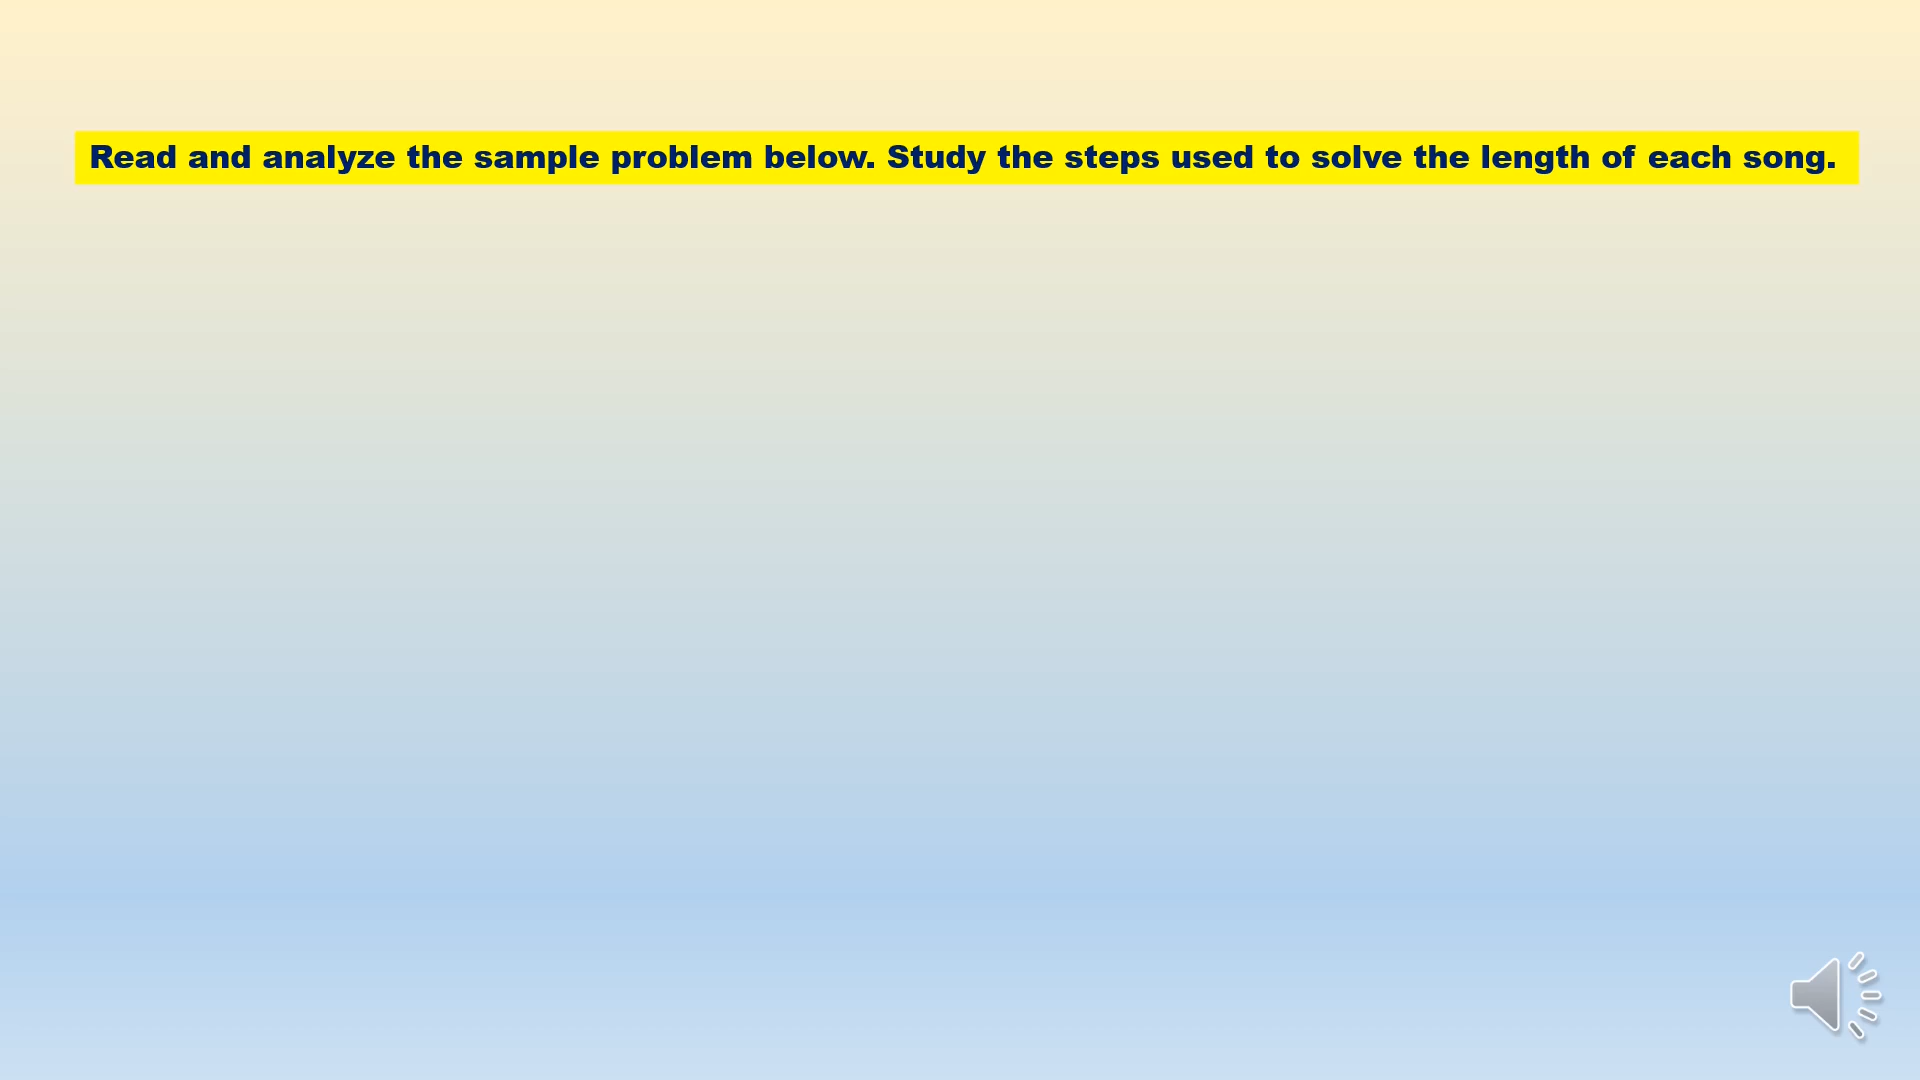 Read and analyze the sample problem below. Study the steps used to solve the length of each song.